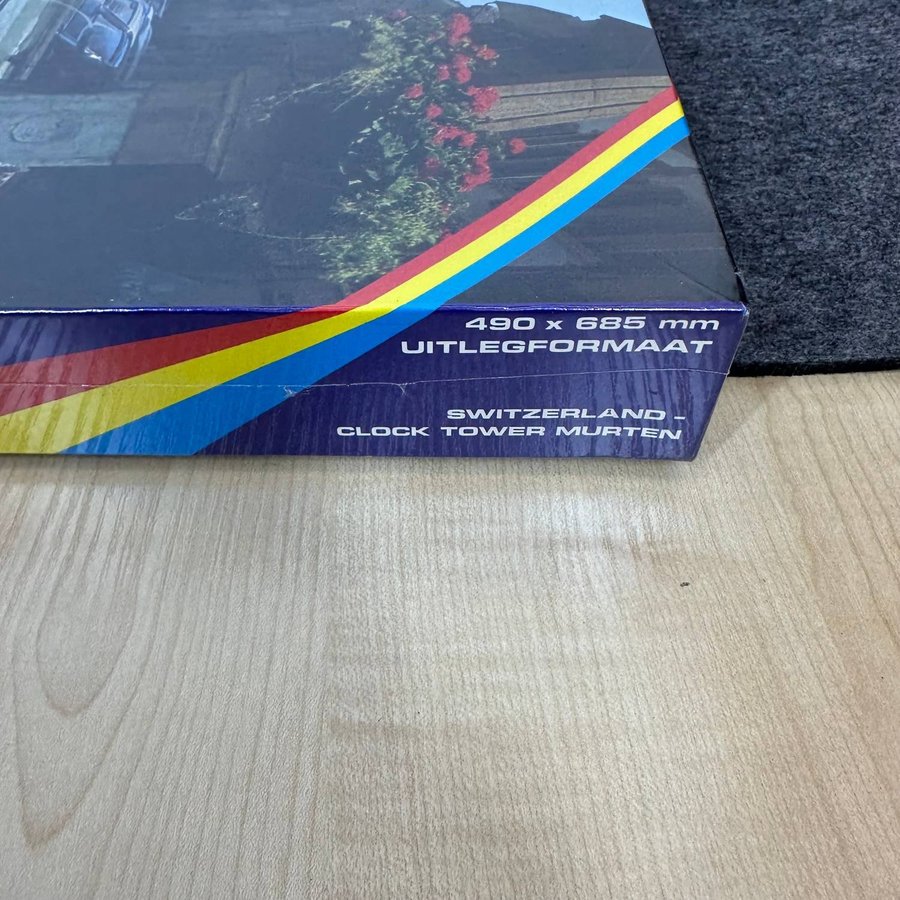 490 x 685 mm
UITLEGFORMAAT
SWITZERLAND -
CLOCK TOWER MURTEN